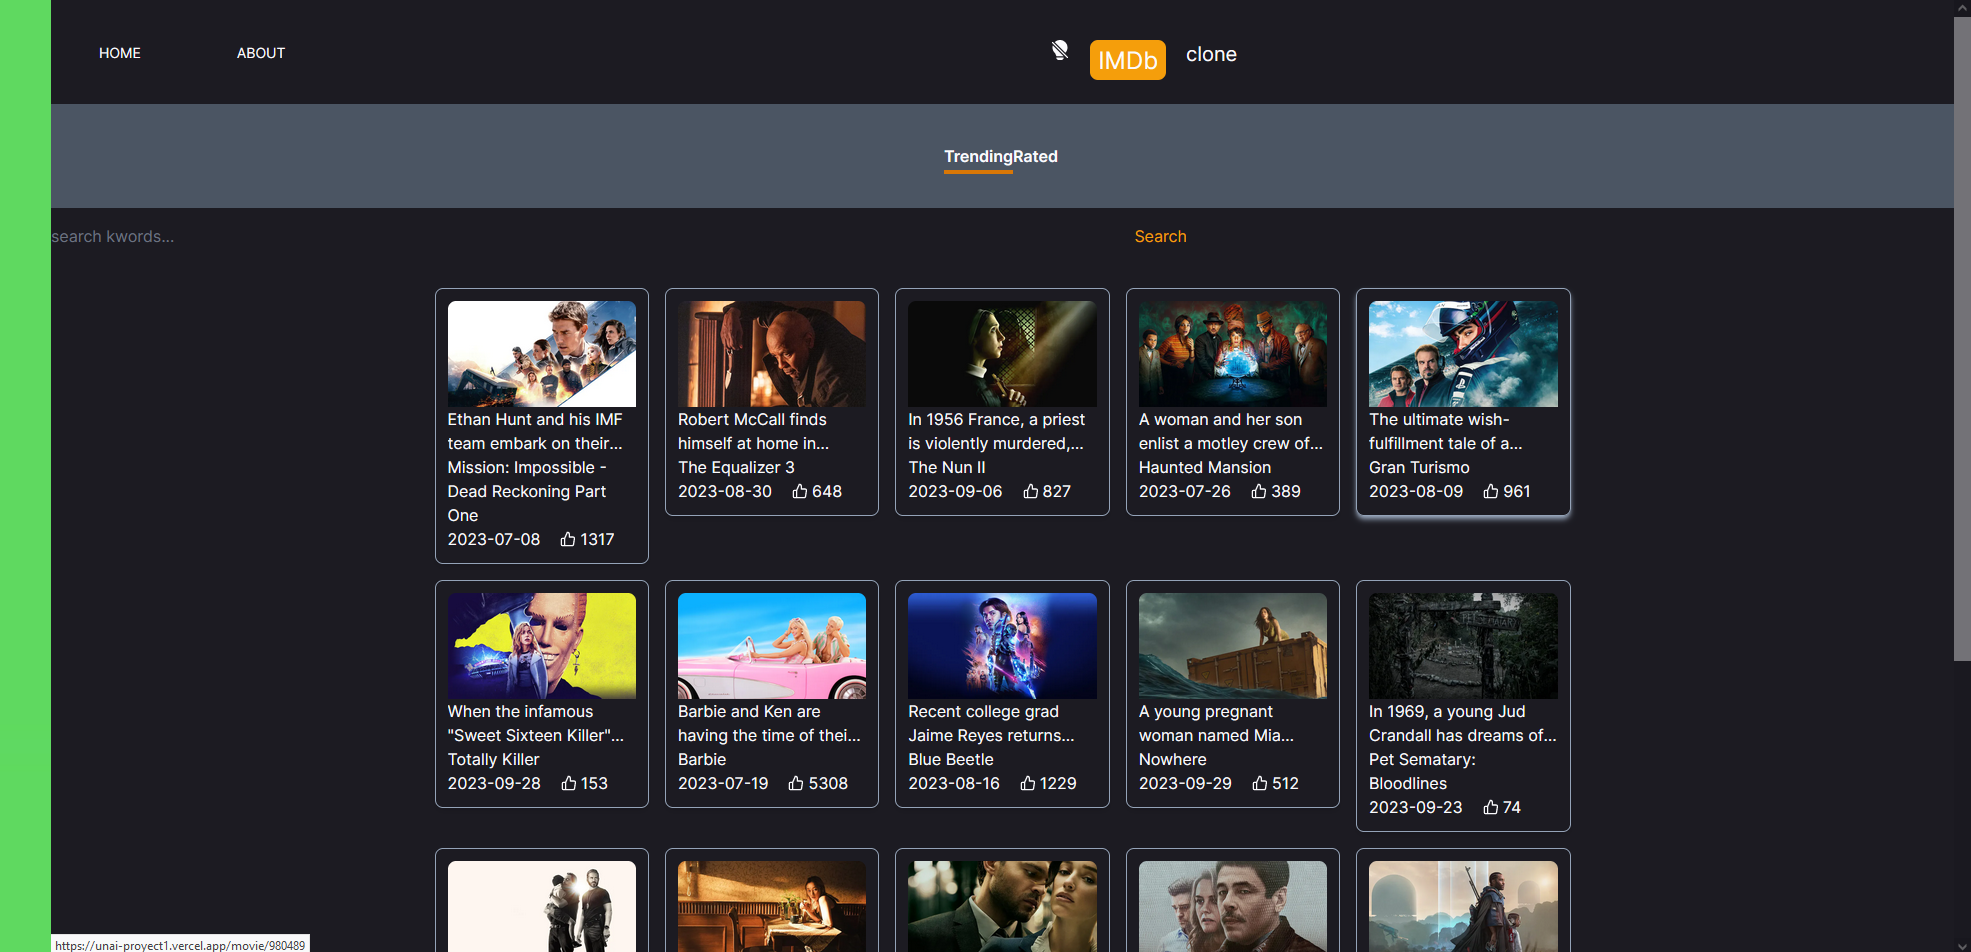 HOME
ABOUT
IMDb
clone
Trending
Rated
search kwords...
Search
Ethan Hunt and his IMF
team embark on their...
Mission: Impossible -
Dead Reckoning Part
One
2023-07-08
1317
Robert McCall finds
himself at home in...
The Equalizer 3
2023-08-30
648
In 1956 France, a priest
is violently murdered,...
The Nun II
2023-09-06
827
A woman and her son
enlist a motley crew of...
Haunted Mansion
2023-07-26
389
The ultimate wish-
fulfillment tale of a...
Gran Turismo
2023-08-09
961
When the infamous
"Sweet Sixteen Killer"...
Totally Killer
2023-09-28
153
Barbie and Ken are
having the time of thei...
Barbie
2023-07-19
5308
Recent college grad
Jaime Reyes returns...
Blue Beetle
2023-08-16
1229
A young pregnant
woman named Mia...
Nowhere
2023-09-29
512
In 1969, a young Jud
Crandall has dreams of...
Pet Sematary:
Bloodlines
2023-09-23
74
https://unai-proyect1.vercel.app/movie/980489